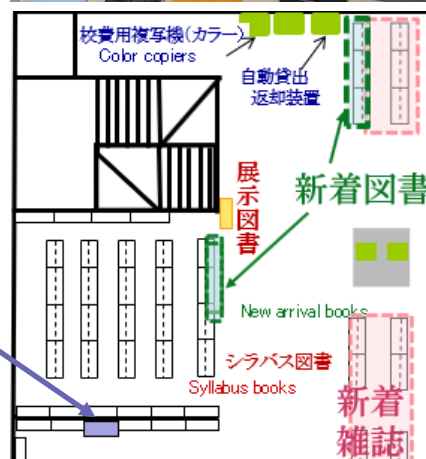 校費用複写機(カラー)
Color copiers
自動貸出
返却装置
展示図書
新着図書
New arrival books
シラバス図書
Syllabus books
新着
雑誌